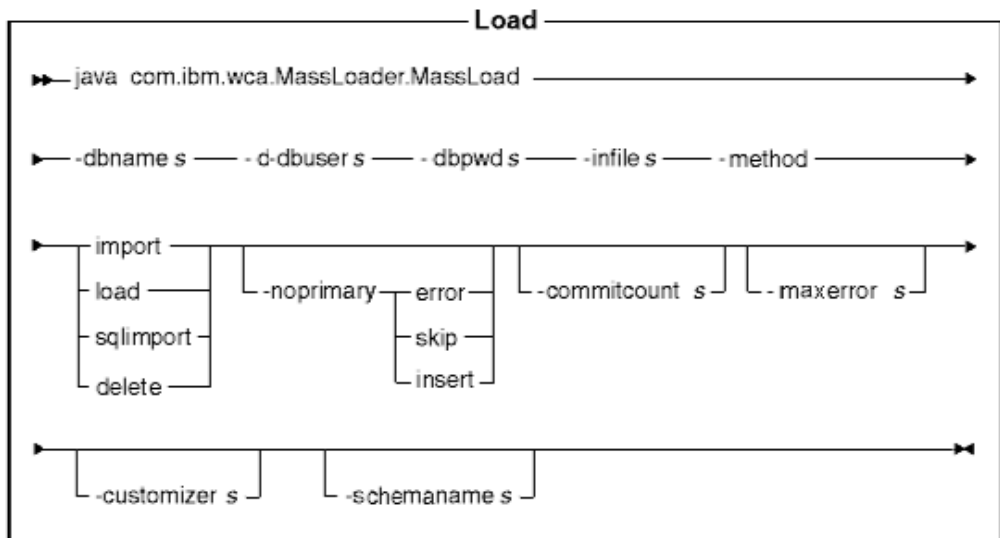 Load
java com.ibm.wca.MassLoader.MassLoad
-dbname s -d-dbuser s -dbpwd s -infile s -method
import
load
sqlimport
delete
-noprimary
error
skip
insert
-commitcount s
-maxerror s
-customizer s -schemaname s